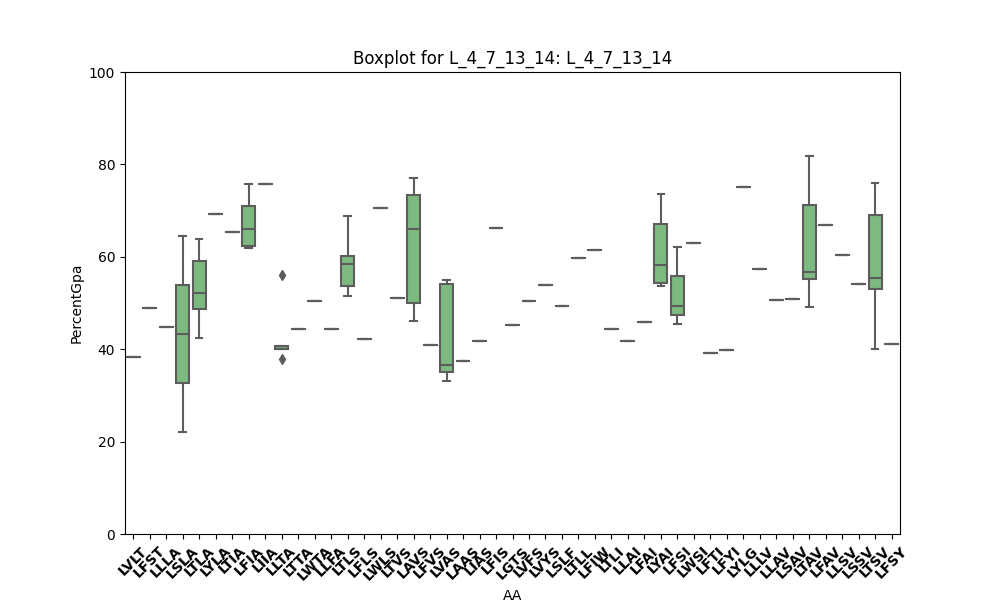 Boxplot for L_4_7_13_14: L_4_7_13_14
PercentGpa
100
80
60
40
20
0
LVLT
LFST
LLLA
LSLA
LTLA
LYLA
LTIA
LFIA
LIIA
LLTA
LTTA
LWTA
LLFA
LTLS
LFLS
LWLS
LTVS
LAVS
LFVS
LVAS
LAAS
LIAS
LFIS
LGTS
LVFS
LVYS
LSLF
LTLL
LFIW
LTLI
LLAI
LFAI
LYAI
LFSI
LWSI
LFTI
LFYI
LYLG
LLLV
LLAV
LSAV
LTAV
LFAV
LLSV
LSSV
LTSV
LFSY
AA